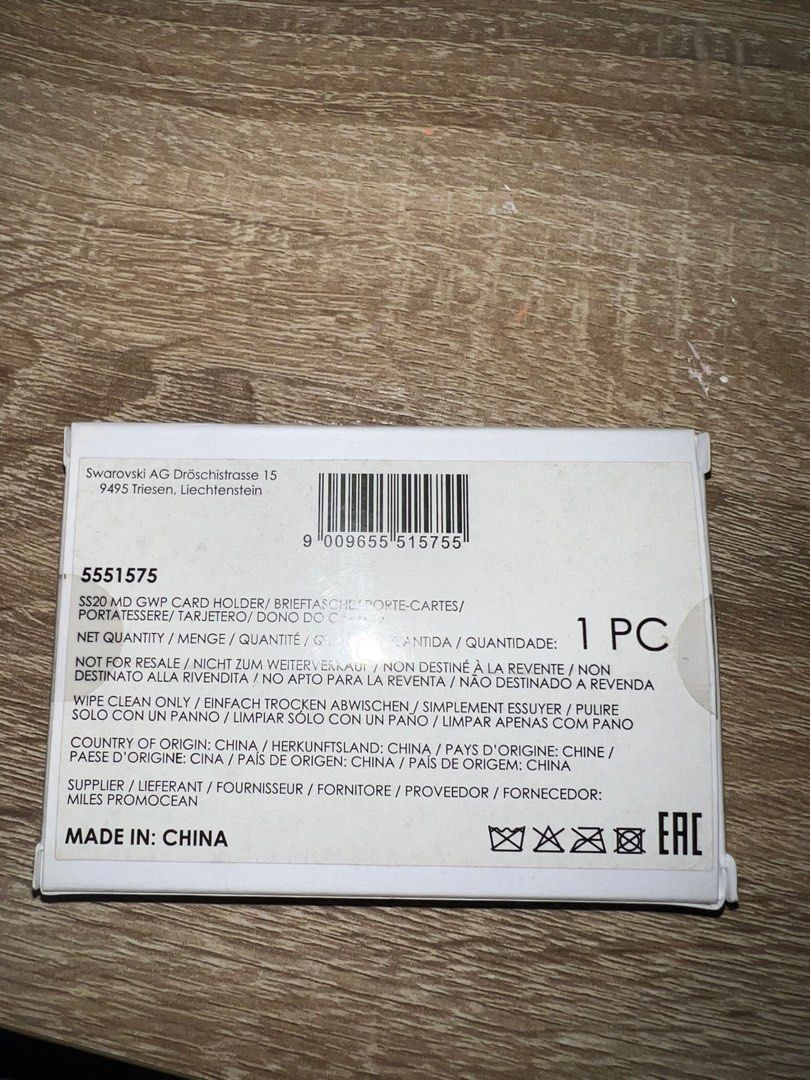 Swarovski AG Dröschistrasse 15
9495 Triesen, Liechtenstein
9 009655 515755
5551575
SS20 MD GWP CARD HOLDER/ BRIEFTASCHE/ PORTE-CARTES/
PORTATESSERE/ TARJETERO/ DONO DO
NET QUANTITY / MENGE / QUANTITÉ / / QUANTIDADE: 1 PC
NOT FOR RESALE / NICHT ZUM WEITERVERKAUF / NON DESTINÉ À LA REVENTE / NON
DESTINATO ALLA RIVENDITA / NO APTO PARA LA REVENTA / NÃO DESTINADO A REVENDA
WIPE CLEAN ONLY / EINFACH TROCKEN ABWISCHEN / SIMPLEMENT ESSUYER / PULIRE
SOLO CON UN PANNO / LIMPIAR SÓLO CON UN PAÑO / LIMPAR APENAS COM PANO
COUNTRY OF ORIGIN: CHINA / HERKUNFTSLAND: CHINA / PAYS D'ORIGINE: CHINE /
PAESE D'ORIGINE: CINA / PAÍS DE ORIGEN: CHINA / PAÍS DE ORIGEM: CHINA
SUPPLIER / LIEFERANT / FOURNISSEUR / FORNITORE / PROVEEDOR / FORNECEDOR:
MILES PROMOCEAN
MADE IN: CHINA
EAC